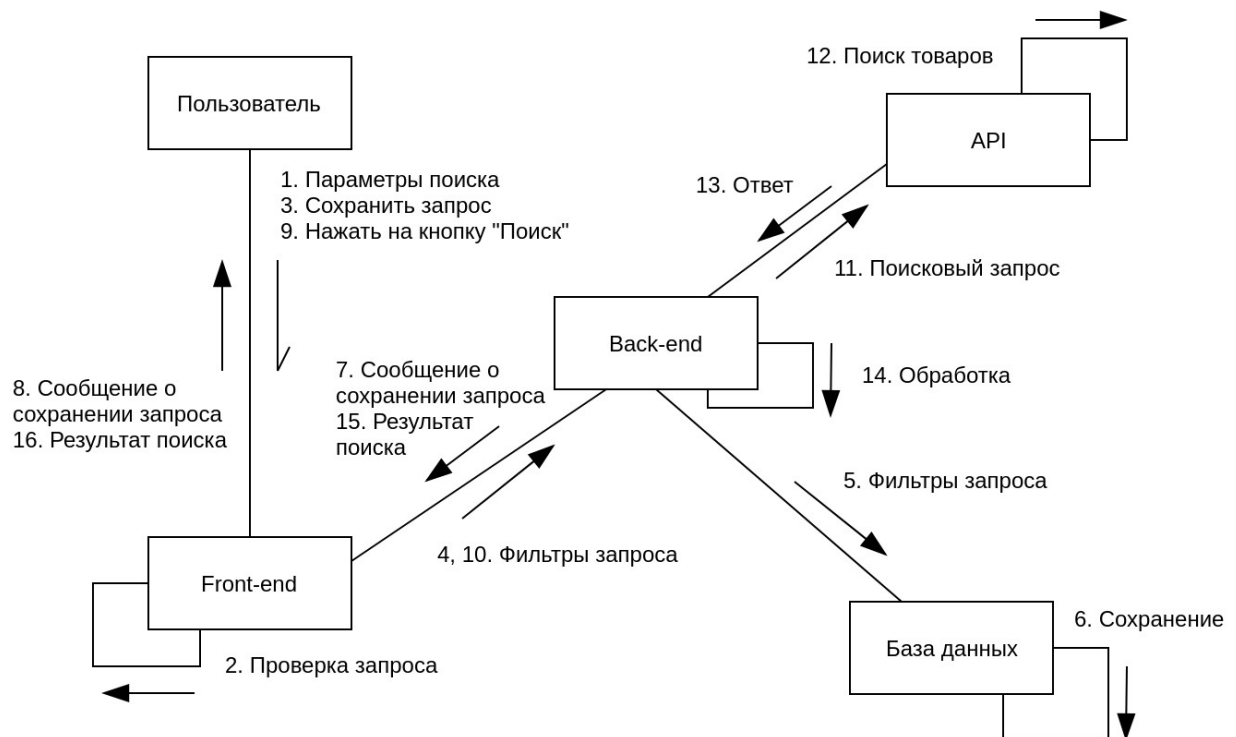 12. Поиск товаров
Пользователь
API
1. Параметры поиска
3. Сохранить запрос
9. Нажать на кнопку "Поиск"
13. Ответ
11. Поисковый запрос
Back-end
7. Сообщение о
сохранении запроса
15. Результат
поиска
14. Обработка
8. Сообщение о
сохранении запроса
16. Результат поиска
5. Фильтры запроса
4, 10. Фильтры запроса
Front-end
6. Сохранение
База данных
2. Проверка запроса